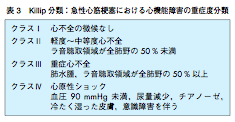 表 3　Killip 分類：急性心筋梗塞における心機能障害の重症度分類
クラス I　心不全の徴候なし
クラス II　軽度〜中等度心不全
ラ音聴取領域が全肺野の 50 % 未満
クラス III　重症心不全
肺水腫，ラ音聴取領域が全肺野の 50 % 以上
クラス IV　心原性ショック
血圧 90 mmHg 未満，尿量減少，チアノーゼ，
冷たく湿った皮膚，意識障害を伴う